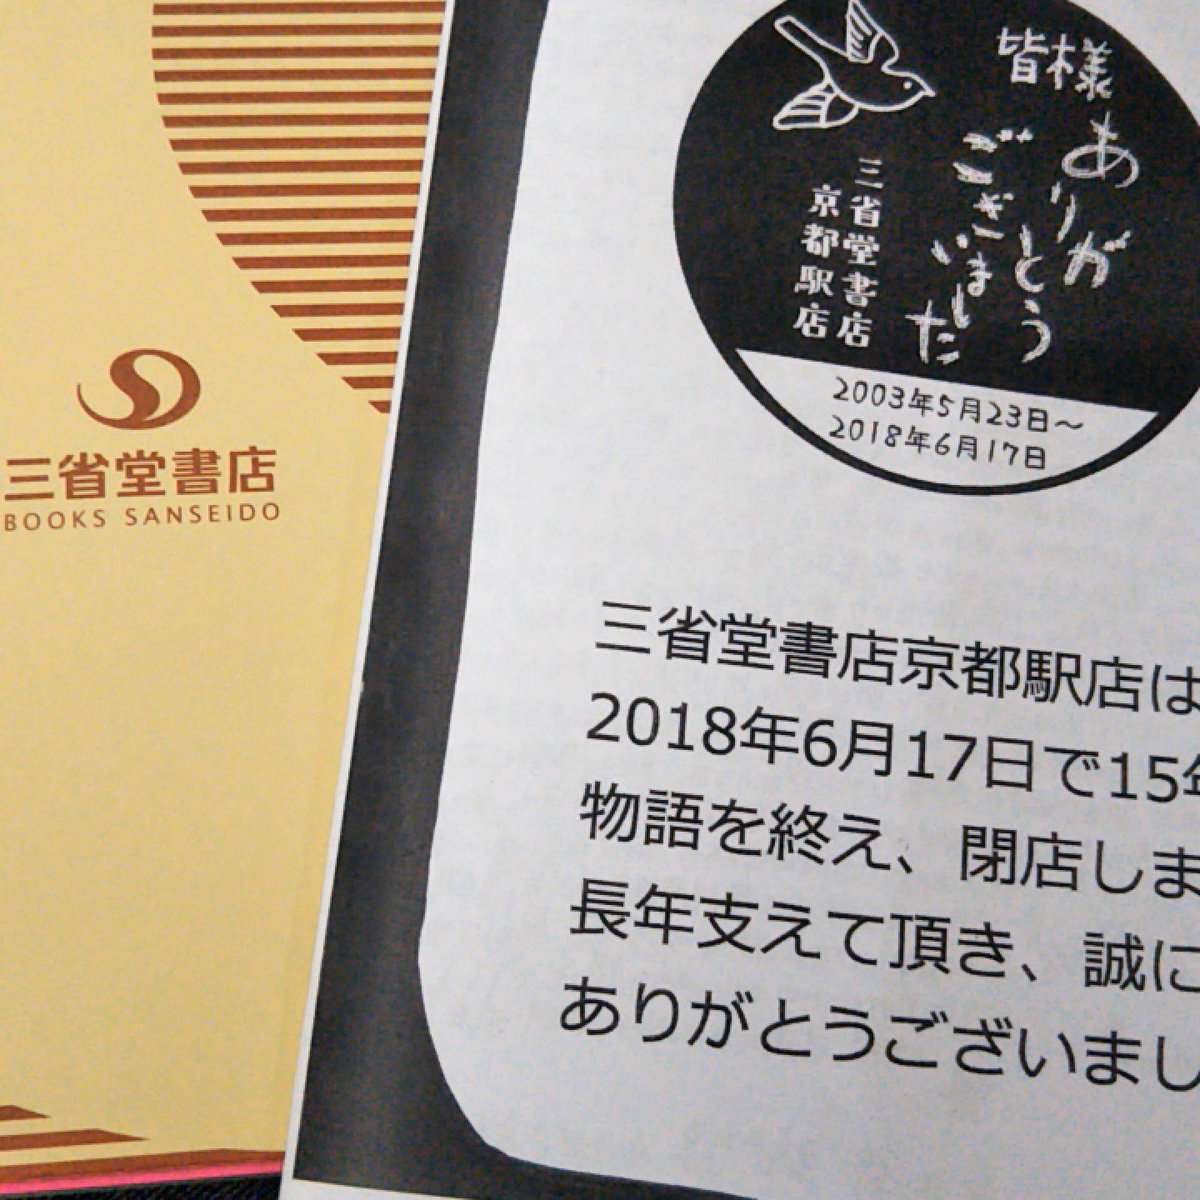 三省堂書店
BOOKS SANSEIDO
皆様
ありがとう
ございました
三省堂書店
京都駅店
2003年5月23日～
2018年6月17日
三省堂書店京都駅店は
2018年6月17日で15年
物語を終え、閉店しま
長年支えて頂き、誠に
ありがとうございまし